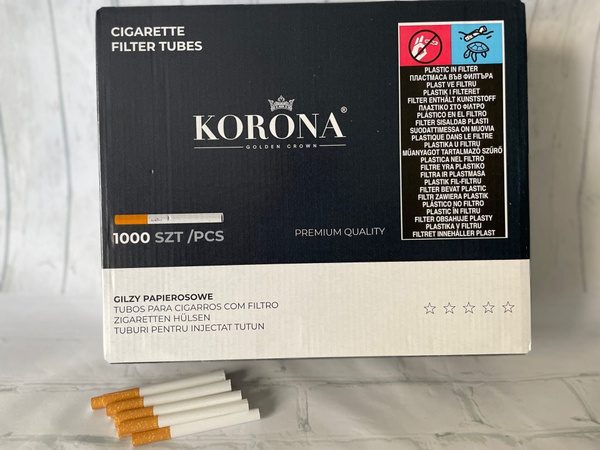 CIGARETTE
FILTER TUBES
KORONA®
GOLDEN CROWN
1000 SZT /PCS
PREMIUM QUALITY
PLASTIC IN FILTER
ПЛАСТМАСА ВЪВ ФИЛТЪРА
PLAST VE FILTRU
PLASTIK I FILTERET
FILTER ENTHÄLT KUNSTSTOFF
ΠΛΑΣΤΙΚΟ ΣΤΟ ΦΙΛΤΡΟ
PLÁSTICO EN EL FILTRO
FILTER SISALDAB PLASTI
SUODATTIMESSA ON MUOVIA
PLASTIQUE DANS LE FILTRE
PLASTIKA U FILTRU
MŰANYAGOT TARTALMAZÓ SZŰRŐ
PLASTICA NEL FILTRO
FILTRE YRA PLASTIKO
FILTRA IR PLASTMASA
PLASTIK FIL-FILTRU
FILTER BEVAT PLASTIC
FILTR ZAWIERA PLASTIK
PLÁSTICO NO FILTRO
PLASTIC ÎN FILTRU
FILTER OBSAHUJE PLASTY
PLASTIKA V FILTRU
FILTRET INNEHÅLLER PLAST
GILZY PAPIEROSOWE
TUBOS PARA CIGARROS COM FILTRO
ZIGARETTEN HÜLSEN
TUBURI PENTRU INJECTAT TUTUN